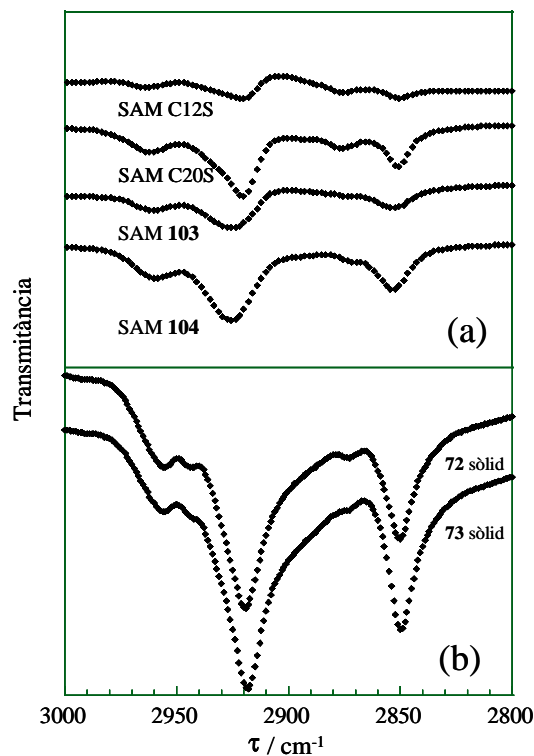 SAM C12S
SAM C20S
SAM 103
SAM 104
(a)
Transmitància
72 sòlid
73 sòlid
(b)
3000 2950 2900 2850 2800
τ / cm-1